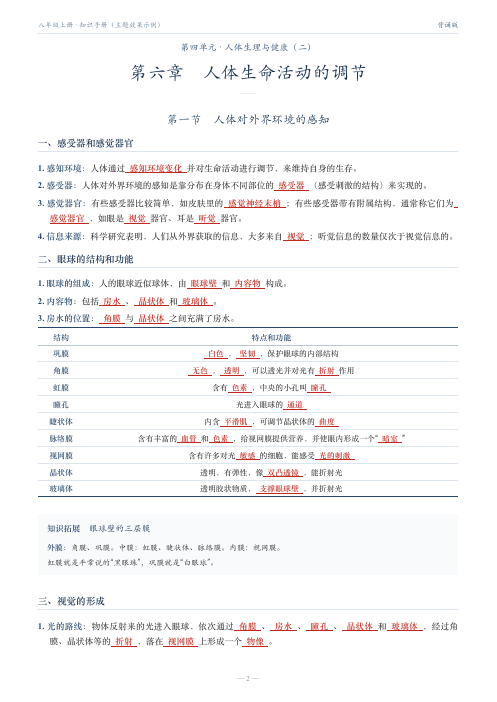 八年级上册 · 知识手册（主题效果示例） 背诵版
第四单元 · 人体生理与健康（二）
第六章 人体生命活动的调节
第一节 人体对外界环境的感知
一、感受器和感觉器官
1. 感知环境：人体通过 感知环境变化 并对生命活动进行调节，来维持自身的生存。
2. 感受器：人体对外界环境的感知是靠分布在身体不同部位的 感受器 （感受刺激的结构）来实现的。
3. 感觉器官：有些感受器比较简单，如皮肤里的 感觉神经末梢 ；有些感受器带有附属结构，通常称它们为
感觉器官 ，如眼是 视觉 器官、耳是 听觉 器官。
4. 信息来源：科学研究表明，人们从外界获取的信息，大多来自 视觉 ；听觉信息的数量仅次于视觉信息的。
二、眼球的结构和功能
1. 眼球的组成：人的眼球近似球体，由 眼球壁 和 内容物 构成。
2. 内容物：包括 房水 、 晶状体 和 玻璃体 。
3. 房水的位置： 角膜 与 晶状体 之间充满了房水。
结构 特点和功能
巩膜 白色 ， 坚韧 ，保护眼球的内部结构
角膜 无色 ， 透明 ，可以透光并对光有 折射 作用
虹膜 含有 色素 ，中央的小孔叫 瞳孔
瞳孔 光进入眼球的 通道
睫状体 内含 平滑肌 ，可调节晶状体的 曲度
脉络膜 含有丰富的 血管 和 色素 ，给视网膜提供营养，并使眼内形成一个“ 暗室 ”
视网膜 含有许多对光 敏感 的细胞，能感受 光的刺激
晶状体 透明，有弹性，像 双凸透镜 ，能折射光
玻璃体 透明胶状物质， 支撑眼球壁 ，并折射光
知识拓展 眼球壁的三层膜
外膜：角膜、巩膜。中膜：虹膜、睫状体、脉络膜。内膜：视网膜。
虹膜就是平常说的“黑眼珠”，巩膜就是“白眼球”。
三、视觉的形成
1. 光的路线：物体反射来的光进入眼球，依次通过 角膜 、 房水 、 瞳孔 、 晶状体 和 玻璃体 ，经过角
膜、晶状体等的 折射 ，落在 视网膜 上形成一个 物像 。
— 2 —